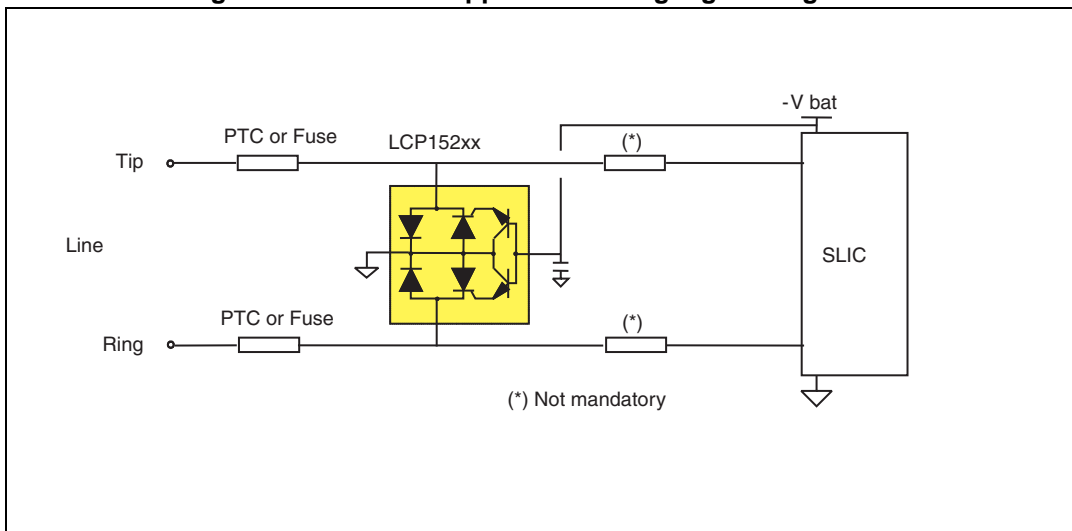 -V bat
PTC or Fuse
LCP152xx
(*)
Tip
Line
SLIC
PTC or Fuse
(*)
Ring
(*) Not mandatory